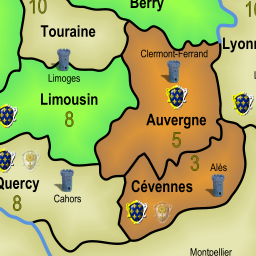 10
Berry
Touraine
Clermont-Ferrand
Lyonn
Limoges
Limousin
8
Auvergne
5
3
Alès
Quercy
Cévennes
8
Cahors
Montpellier